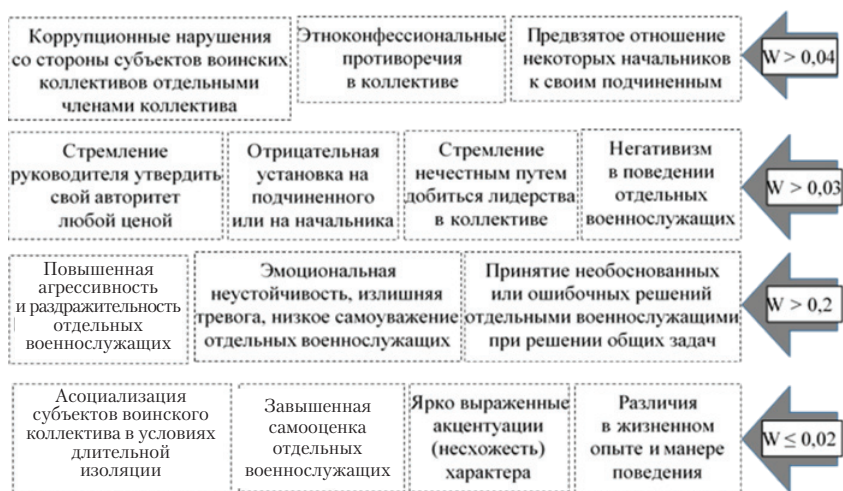 Коррупционные нарушения
со стороны субъектов воинских
коллективов отдельными
членами коллектива
Этноконфессиональные
противоречия
в коллективе
Предвзятое отношение
некоторых начальников
к своим подчиненным
W > 0,04
Стремление
руководителя утвердить
свой авторитет
любой ценой
Отрицательная
установка на
подчиненного
или на начальника
Стремление
нечестным путем
добиться лидерства
в коллективе
Негативизм
в поведении
отдельных
военнослужащих
W > 0,03
Повышенная
агрессивность
и раздражительность
отдельных
военнослужащих
Эмоциональная
неустойчивость, излишняя
тревога, низкое самоуважение
отдельных военнослужащих
Принятие необоснованных
или ошибочных решений
отдельными военнослужащими
при решении общих задач
W > 0,2
Асоциализация
субъектов воинского
коллектива в условиях
длительной
изоляции
Завышенная
самооценка
отдельных
военнослужащих
Ярко выраженные
акцентуации
(несхожесть)
характера
Различия
в жизненном
опыте и манере
поведения
W ≤ 0,02